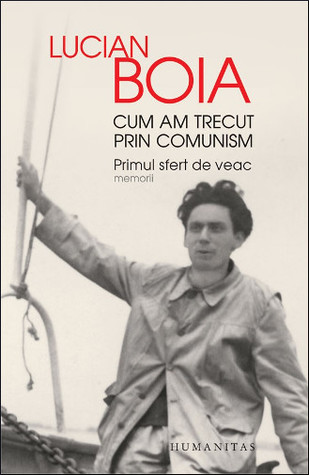 LUCIAN
BOIA
CUM AM TRECUT
PRIN COMUNISM
Primul sfert de veac
memorii
HUMANITAS